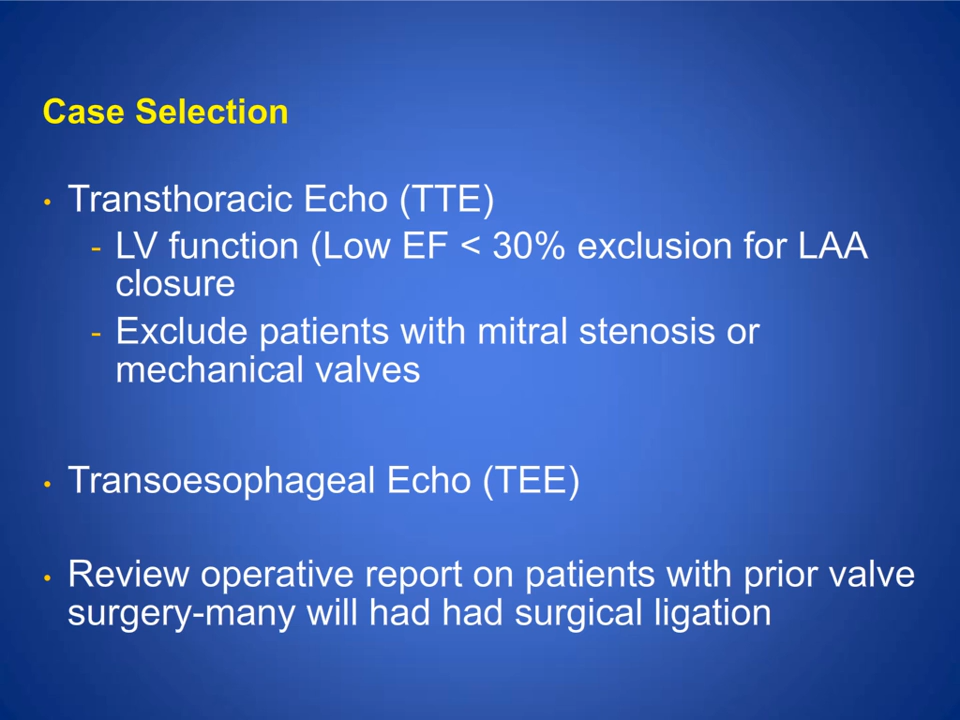 Case Selection
• Transthoracic Echo (TTE)
- LV function (Low EF < 30% exclusion for LAA
closure
- Exclude patients with mitral stenosis or
mechanical valves
• Transoesophageal Echo (TEE)
• Review operative report on patients with prior valve
surgery-many will had had surgical ligation